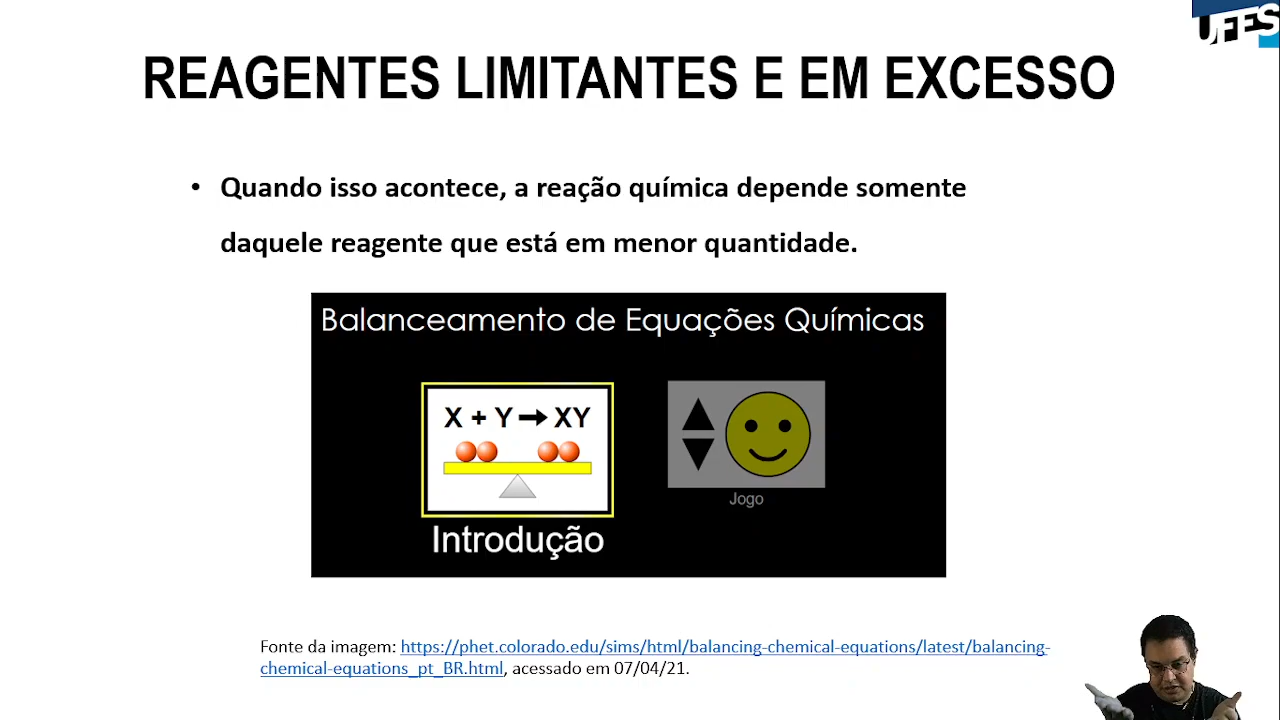 UFES
REAGENTES LIMITANTES E EM EXCESSO
• Quando isso acontece, a reação química depende somente
daquele reagente que está em menor quantidade.
Balanceamento de Equações Químicas
X + Y → XY
Introdução
Jogo
Fonte da imagem: https://phet.colorado.edu/sims/html/balancing-chemical-equations/latest/balancing-
chemical-equations_pt_BR.html, acessado em 07/04/21.